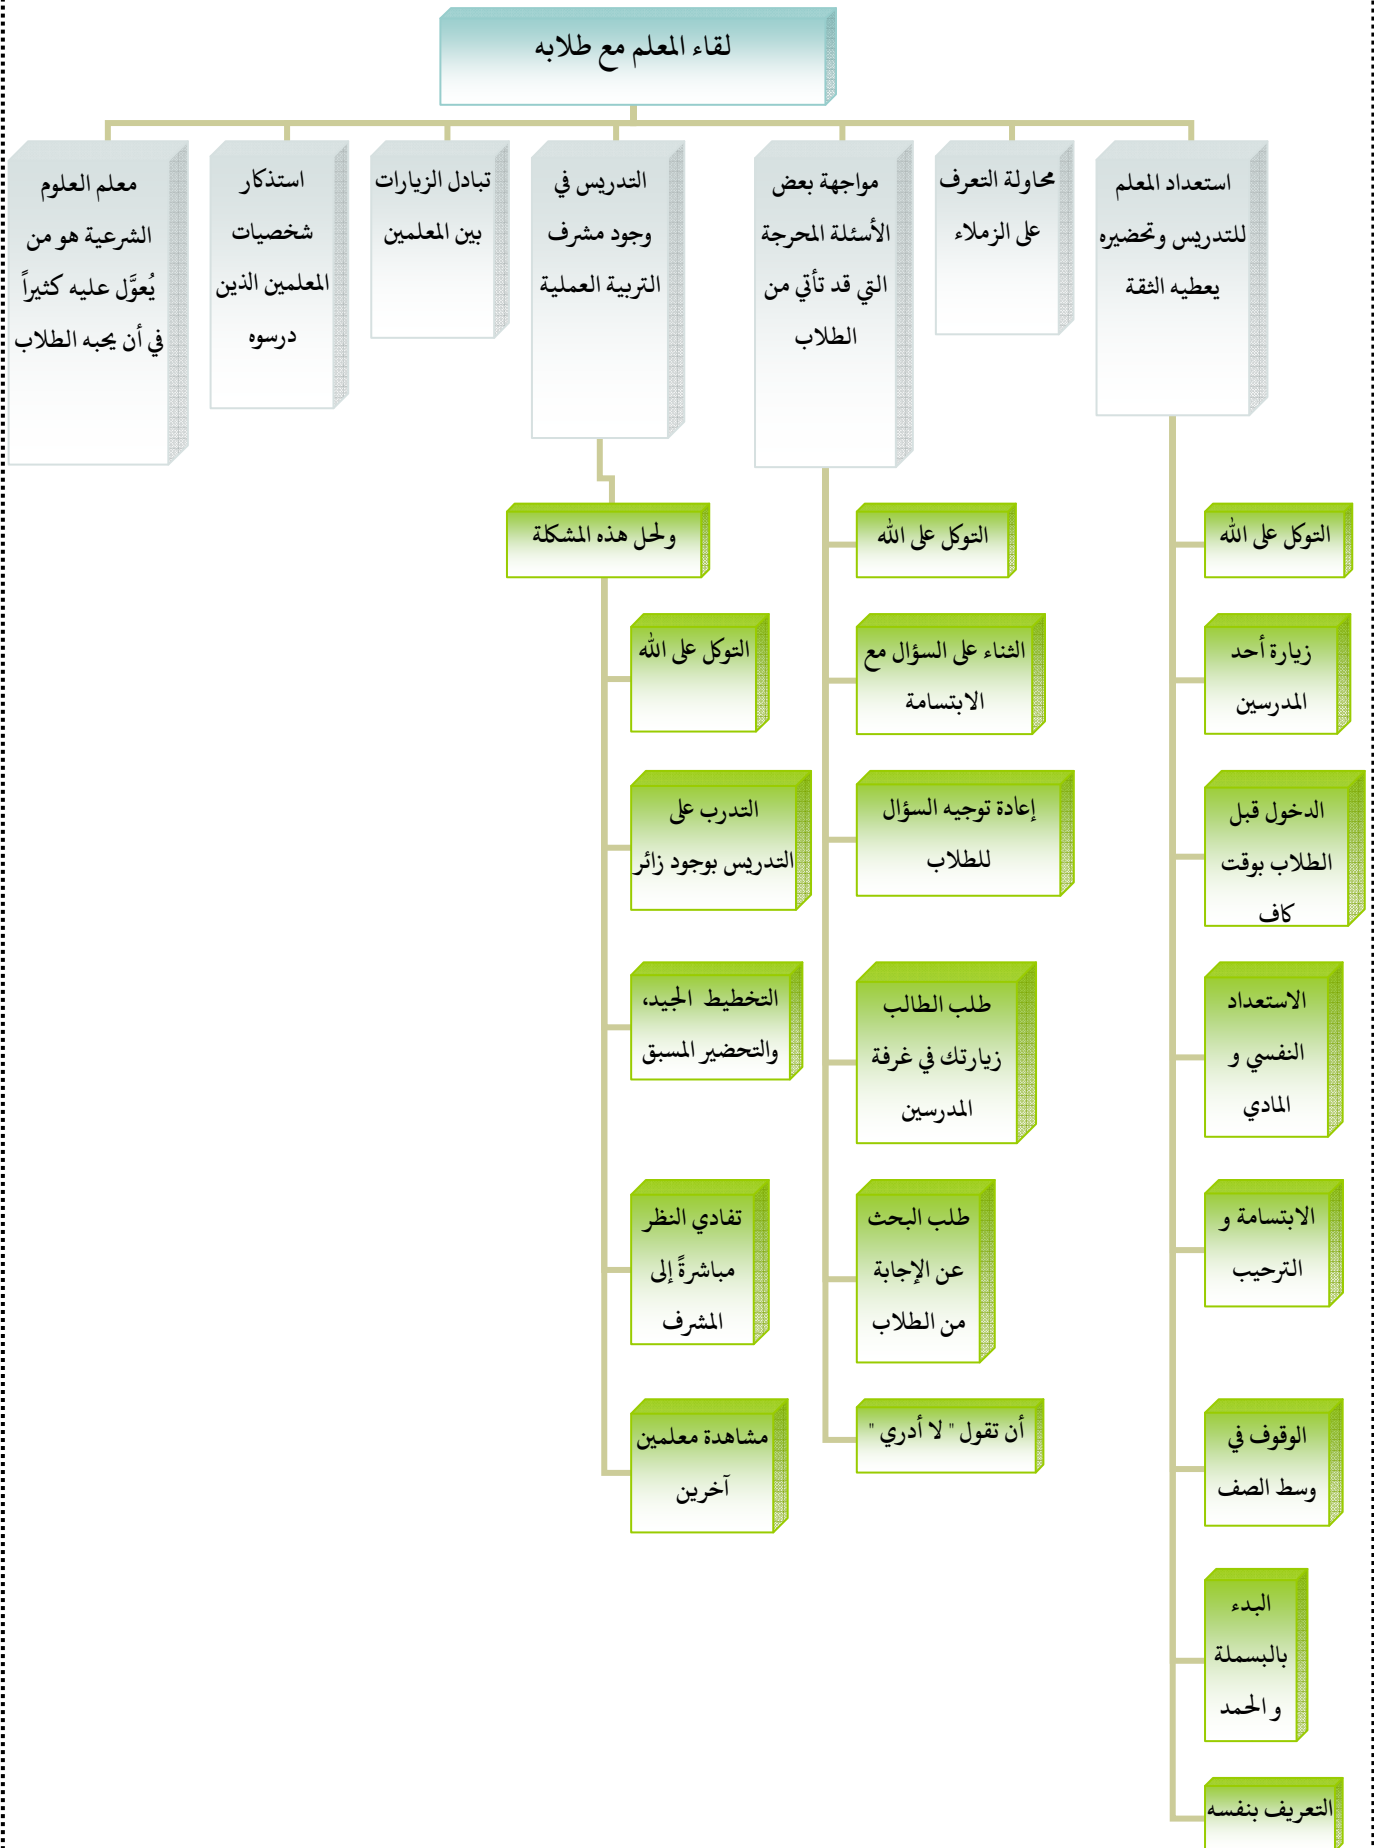 لقاء المعلم مع طلابه
استعداد المعلم
للتدريس وتحضيره
يعطيه الثقة
محاولة التعرف
على الزملاء
مواجهة بعض
الأسئلة المحرجة
التي قد تأتي من
الطلاب
التدريس في
وجود مشرف
التربية العملية
تبادل الزيارات
بين المعلمين
استذكار
شخصيات
المعلمين الذين
درسوه
معلم العلوم
الشرعية هو من
يُعوَّل عليه كثيراً
في أن يحبه الطلاب
التوكل على الله
زيارة أحد
المدرسين
الدخول قبل
الطلاب بوقت
كاف
الاستعداد
النفسي و
المادي
الابتسامة و
الترحيب
الوقوف في
وسط الصف
البدء
بالبسملة
و الحمد
التعريف بنفسه
التوكل على الله
الثناء على السؤال مع
الابتسامة
إعادة توجيه السؤال
للطلاب
طلب الطالب
زيارتك في غرفة
المدرسين
طلب البحث
عن الإجابة
من الطلاب
أن تقول " لا أدري "
ولحل هذه المشكلة
التوكل على الله
التدرب على
التدريس بوجود زائر
التخطيط الجيد،
والتحضير المسبق
تفادي النظر
مباشرةً إلى
المشرف
مشاهدة معلمين
آخرين